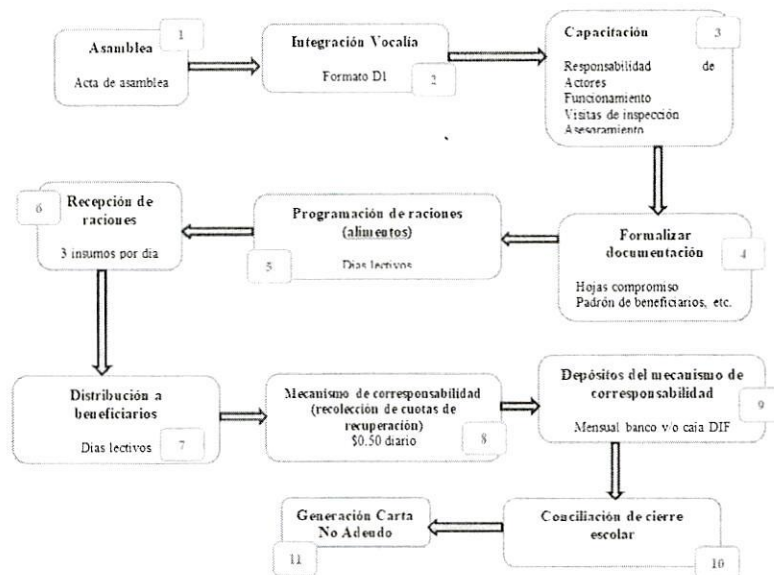 Asamblea
1
Acta de asamblea
Integración Vocalía
Formato D1
2
Capacitación
3
Responsabilidad de
Actores
Funcionamiento
Visitas de inspección
Asesoramiento
Formalizar
documentación
4
Hojas compromiso
Padrón de beneficiarios, etc.
Programación de raciones
(alimentos)
5
Dias lectivos
6
Recepción de
raciones
3 insumos por dia
Distribución a
beneficiarios
Dias lectivos
7
Mecanismo de corresponsabilidad
(recolección de cuotas de
recuperación)
$0.50 diario
8
Depósitos del mecanismo de
corresponsabilidad
9
Mensual banco y/o caja DIF
Conciliación de cierre
escolar
10
Generación Carta
No Adeudo
11